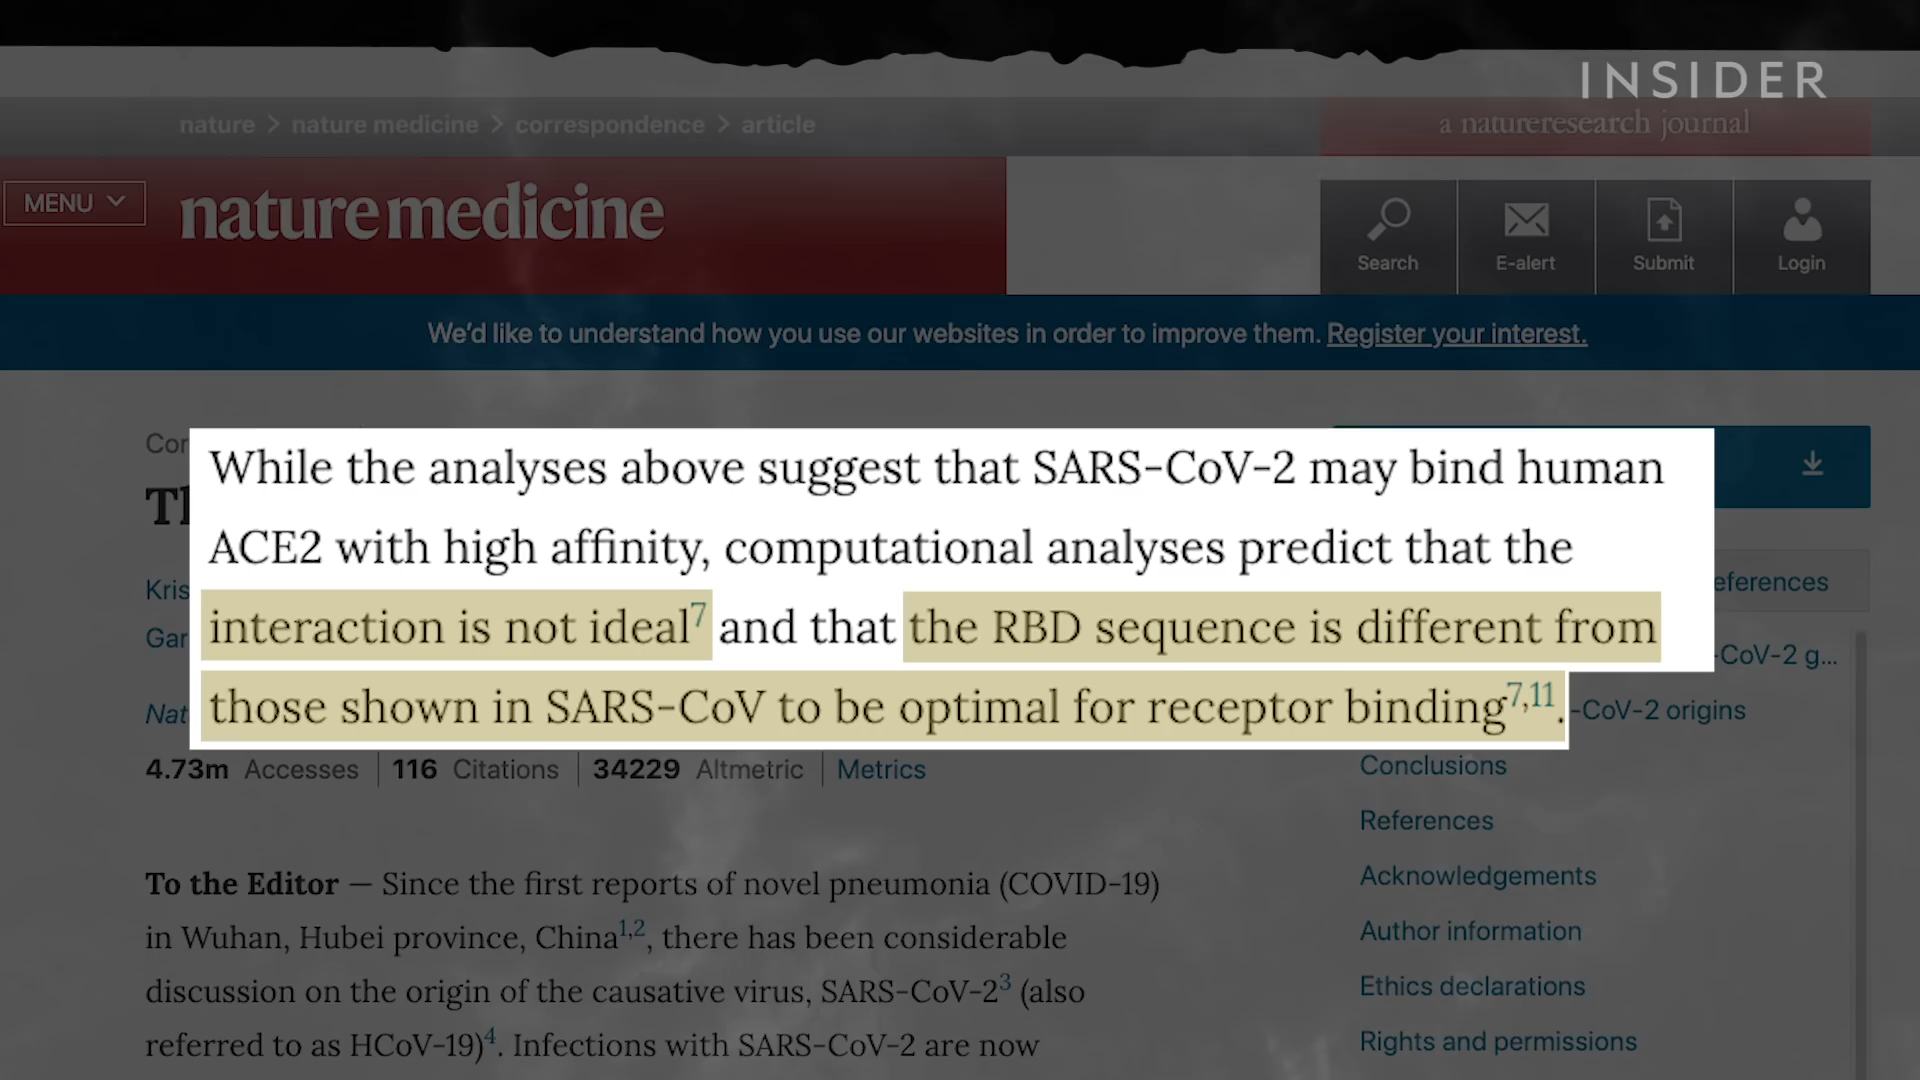 INSIDER
nature > nature medicine > correspondence > article
a natureresearch journal
MENU
nature medicine
Search
E-alert
Submit
Login
We'd like to understand how you use our websites in order to improve them. Register your interest.
While the analyses above suggest that SARS-CoV-2 may bind human
ACE2 with high affinity, computational analyses predict that the
interaction is not ideal7 and that the RBD sequence is different from
those shown in SARS-CoV to be optimal for receptor binding7,11.
-CoV-2 g...
-CoV-2 origins
4.73m Accesses | 116 Citations | 34229 Altmetric | Metrics
Conclusions
References
Acknowledgements
Author information
Ethics declarations
Rights and permissions
To the Editor — Since the first reports of novel pneumonia (COVID-19)
in Wuhan, Hubei province, China1,2, there has been considerable
discussion on the origin of the causative virus, SARS-CoV-23 (also
referred to as HCoV-19)4. Infections with SARS-CoV-2 are now